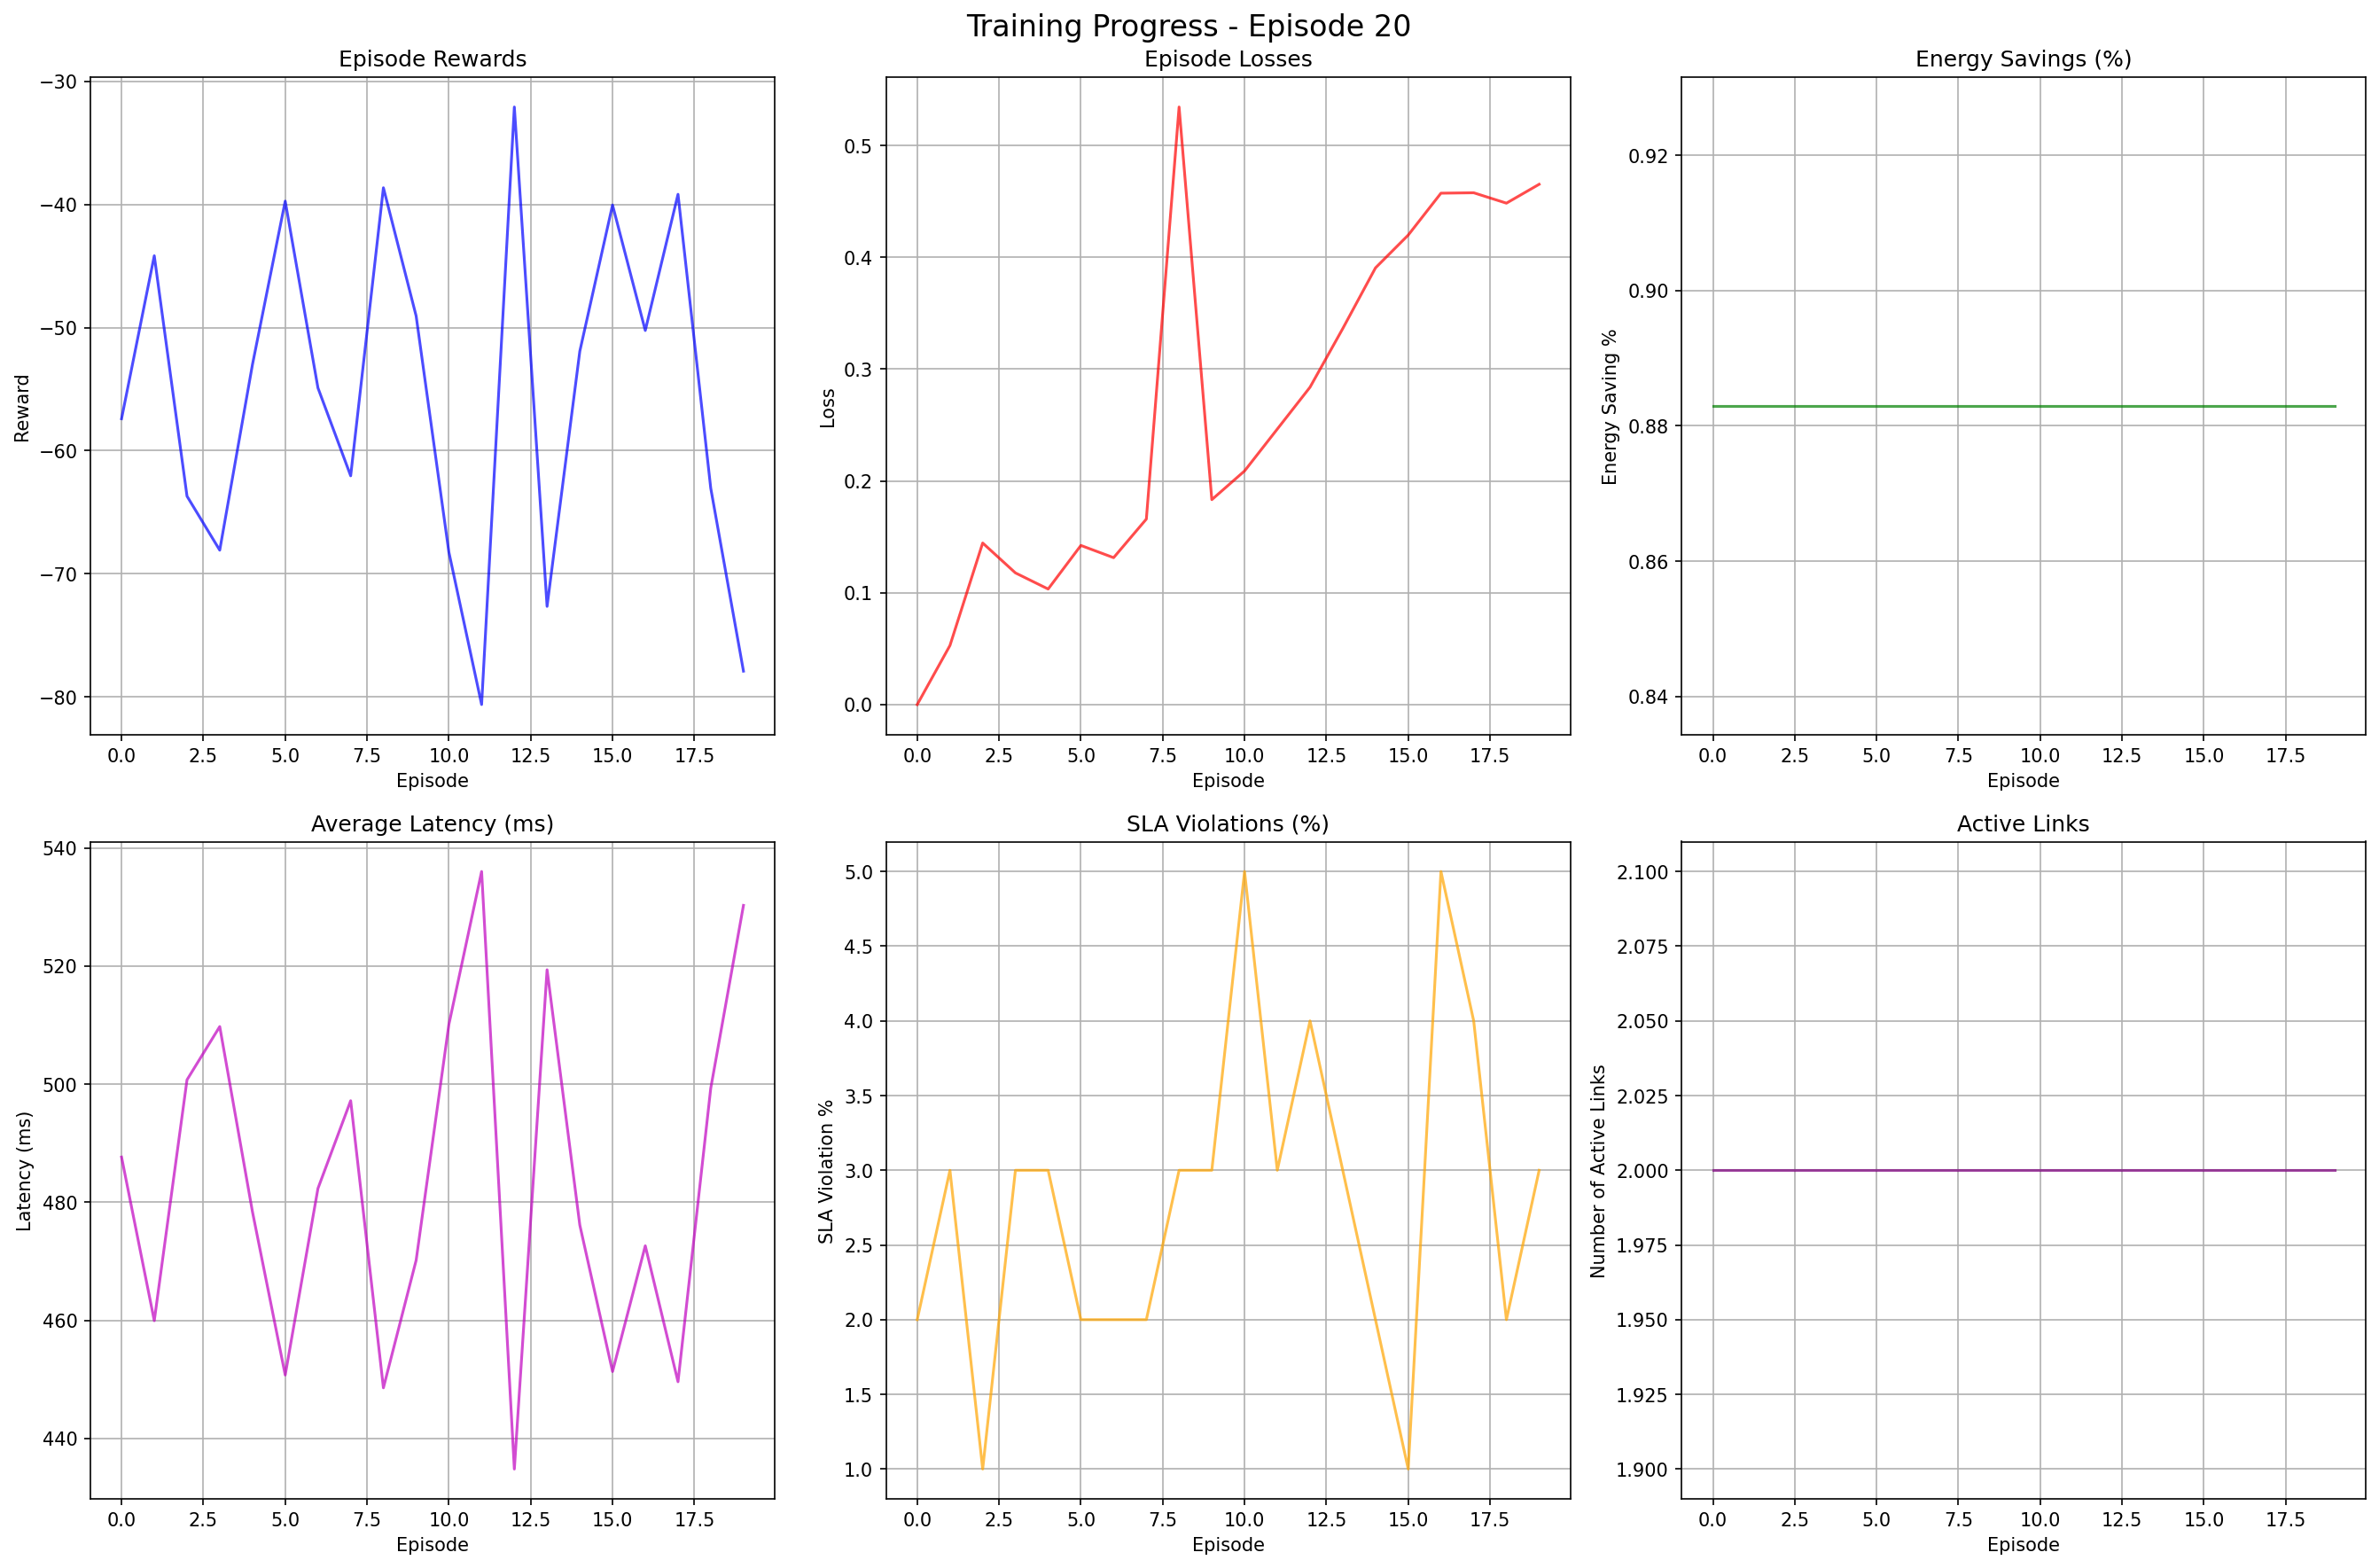 Training Progress - Episode 20
Episode Rewards
−30
−40
−50
−60
−70
−80
Reward
0.0 2.5 5.0 7.5 10.0 12.5 15.0 17.5
Episode
Episode Losses
0.5
0.4
0.3
0.2
0.1
0.0
Loss
0.0 2.5 5.0 7.5 10.0 12.5 15.0 17.5
Episode
Energy Savings (%)
0.92
0.90
0.88
0.86
0.84
Energy Saving %
0.0 2.5 5.0 7.5 10.0 12.5 15.0 17.5
Episode
Average Latency (ms)
540
520
500
480
460
440
Latency (ms)
0.0 2.5 5.0 7.5 10.0 12.5 15.0 17.5
Episode
SLA Violations (%)
5.0
4.5
4.0
3.5
3.0
2.5
2.0
1.5
1.0
SLA Violation %
0.0 2.5 5.0 7.5 10.0 12.5 15.0 17.5
Episode
Active Links
2.100
2.075
2.050
2.025
2.000
1.975
1.950
1.925
1.900
Number of Active Links
0.0 2.5 5.0 7.5 10.0 12.5 15.0 17.5
Episode